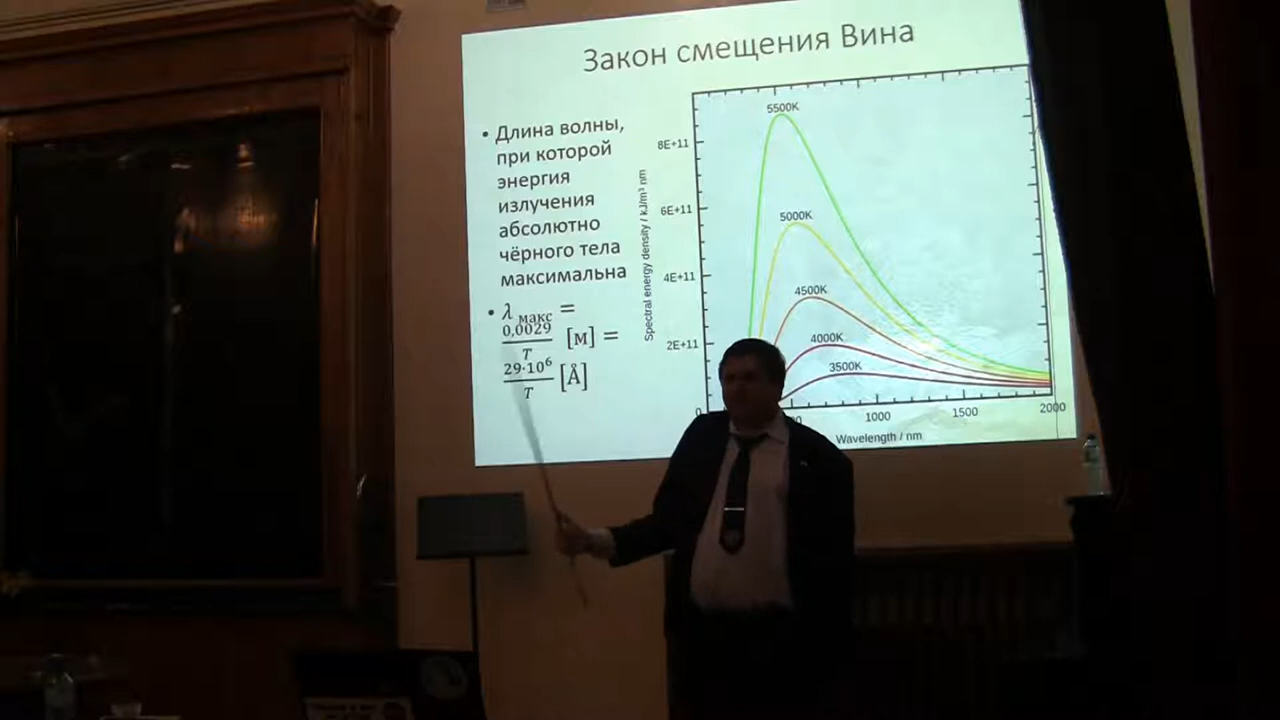 Закон смещения Вина
• Длина волны,
при которой
энергия
излучения
абсолютно
чёрного тела
максимальна
• λ макс =
0,0029/T [м] =
29·10⁶/T [Å]
Spectral energy density / kJ/m³ nm
8E+11
6E+11
4E+11
2E+11
0
5500K
5000K
4500K
4000K
3500K
1000
1500
2000
Wavelength / nm